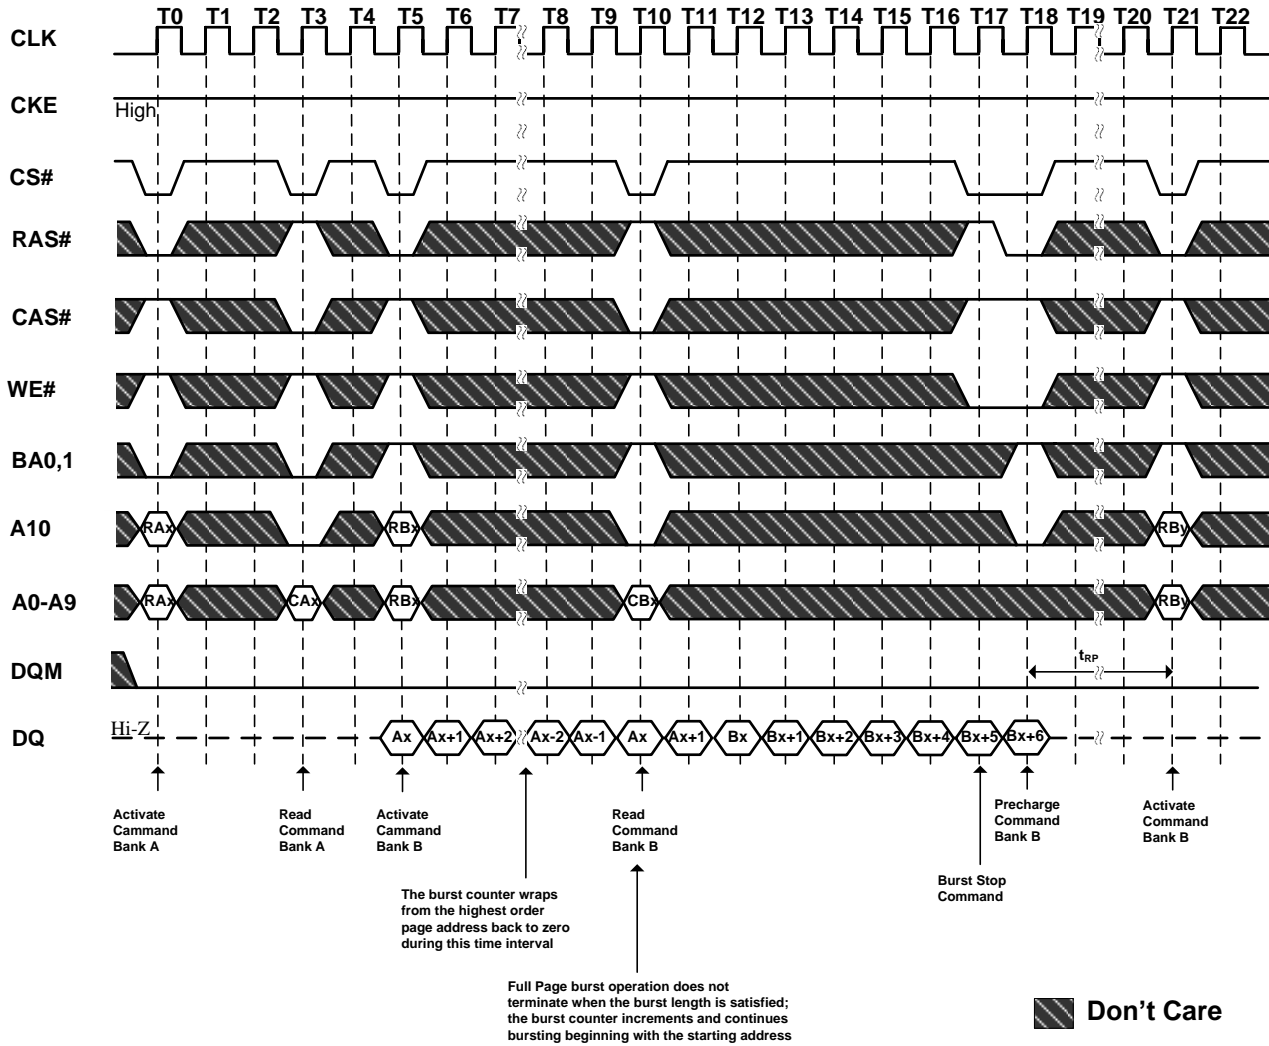 T0 T1 T2 T3 T4 T5 T6 T7 T8 T9 T10 T11 T12 T13 T14 T15 T16 T17 T18 T19 T20 T21 T22
CLK
CKE
High
CS#
RAS#
CAS#
WE#
BA0,1
A10
RAx RBx RBy
A0-A9
RAx CAx RBx CBx RBy
DQM
tRP
DQ
Hi-Z
Ax Ax+1 Ax+2 Ax-2 Ax-1 Ax Ax+1 Bx Bx+1 Bx+2 Bx+3 Bx+4 Bx+5 Bx+6
Activate
Cammand
Bank A
Read
Command
Bank A
Activate
Cammand
Bank B
Read
Command
Bank B
Precharge
Command
Bank B
Activate
Command
Bank B
Burst Stop
Command
The burst counter wraps
from the highest order
page address back to zero
during this time interval
Full Page burst operation does not
terminate when the burst length is satisfied;
the burst counter increments and continues
bursting beginning with the starting address
Don't Care